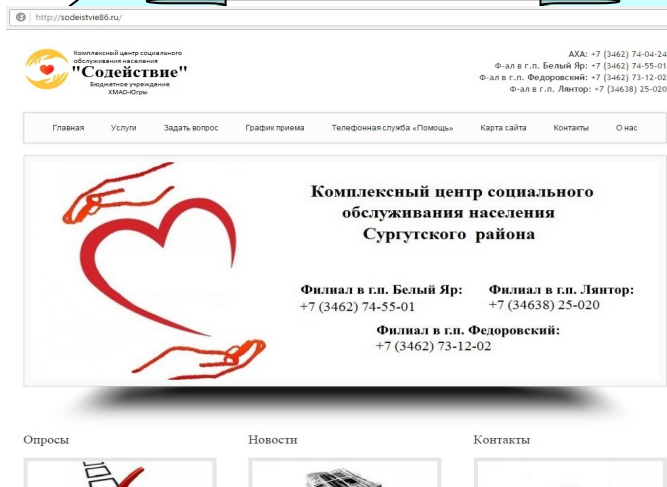 http://sodeistvie86.ru/
Комплексный центр социального
обслуживания населения
"Содействие"
Бюджетное учреждение
ХМАО-Югры
АХА: +7 (3462) 74-04-24
Ф-ал в г.п. Белый Яр: +7 (3462) 74-55-01
Ф-ал в г.п. Федоровский: +7 (3462) 73-12-02
Ф-ал в г.п. Лянтор: +7 (34638) 25-020
Главная Услуги Задать вопрос График приема Телефонная служба «Помощь» Карта сайта Контакты О нас
Комплексный центр социального
обслуживания населения
Сургутского района
Филиал в г.п. Белый Яр: Филиал в г.п. Лянтор:
+7 (3462) 74-55-01 +7 (34638) 25-020
Филиал в г.п. Федоровский:
+7 (3462) 73-12-02
Опросы Новости Контакты